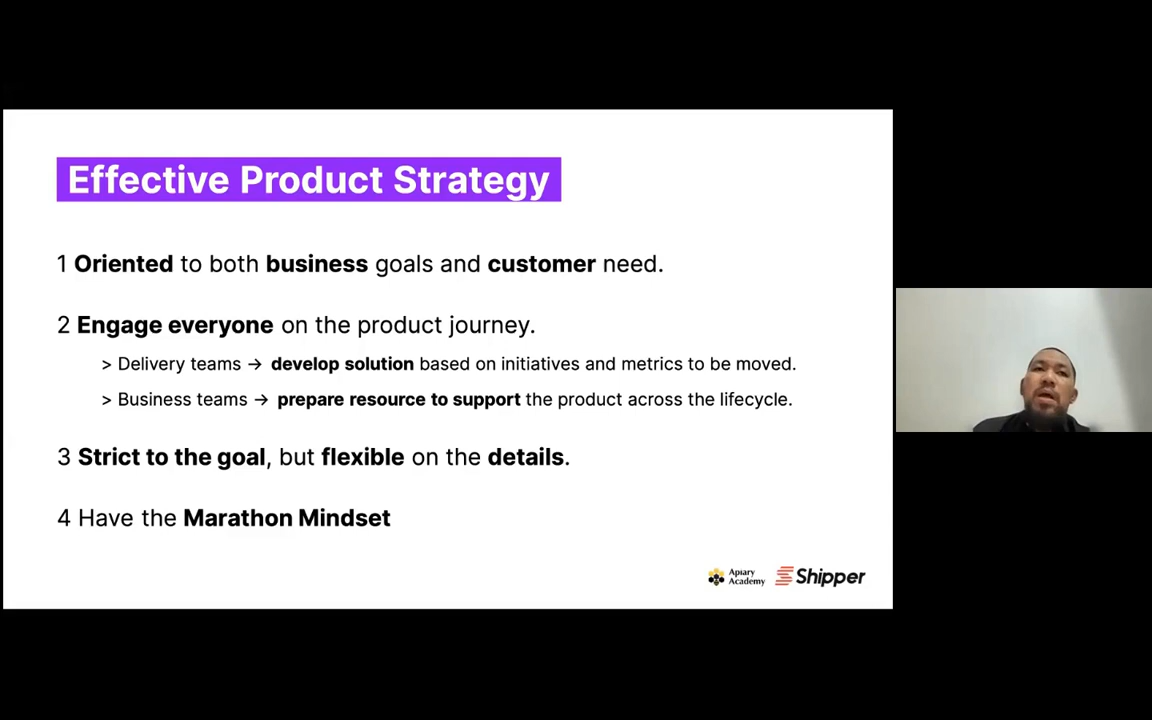 Effective Product Strategy
1 Oriented to both business goals and customer need.
2 Engage everyone on the product journey.
> Delivery teams → develop solution based on initiatives and metrics to be moved.
> Business teams → prepare resource to support the product across the lifecycle.
3 Strict to the goal, but flexible on the details.
4 Have the Marathon Mindset
Apiary
Academy
Shipper